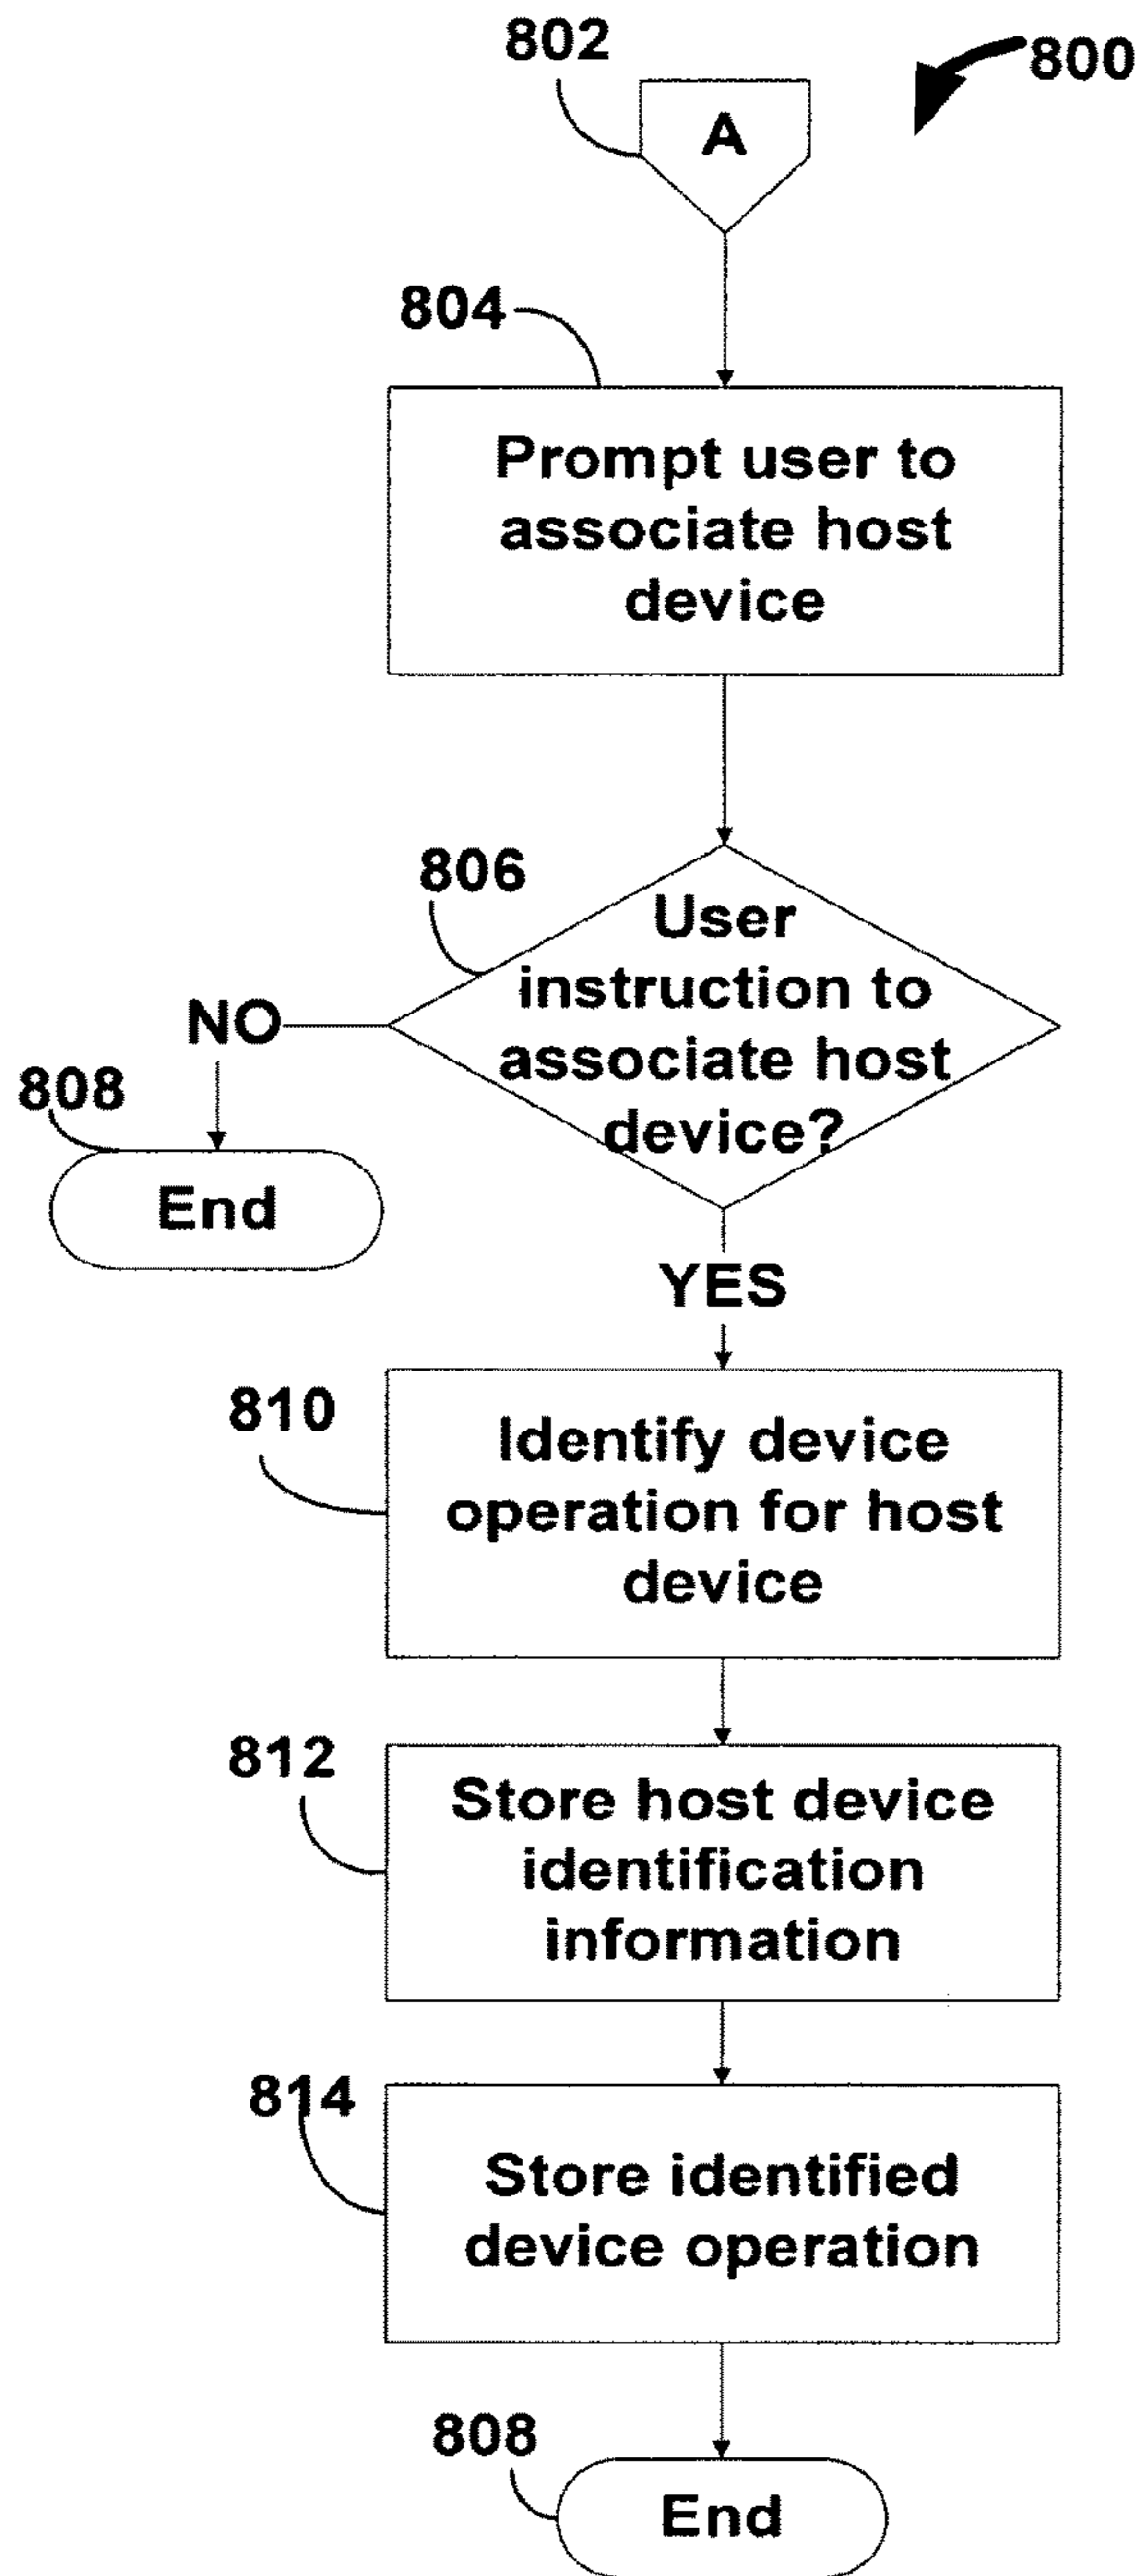 802
800
A
804
Prompt user to
associate host
device
806
User
instruction to
associate host
device?
NO
808
End
YES
810
Identify device
operation for host
device
812
Store host device
identification
information
814
Store identified
device operation
808
End